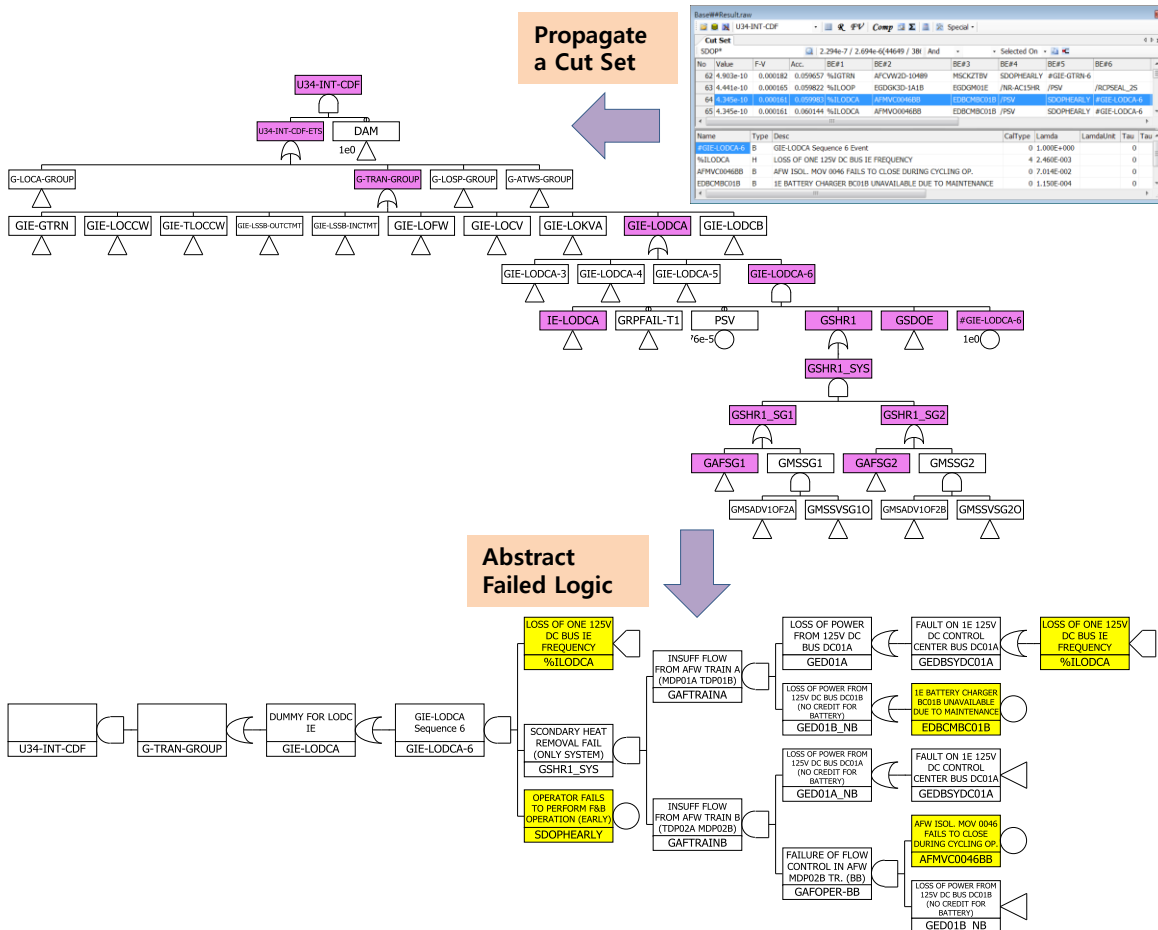 Propagate
a Cut Set
Base@##Result.raw
U34-INT-CDF
R FV Comp Σ Special
Cut Set
SDOP*
2.294e-7 / 2.694e-6(44649 / 38( And
Selected On
No Value F-V Acc. BE#1 BE#2 BE#3 BE#4 BE#5 BE#6
62 4.903e-10 0.000182 0.059657 %IGTRN AFCVW2D-10489 MSCKZTBV SDOPHEARLY #GIE-GTRN-6
63 4.441e-10 0.000165 0.059822 %ILOOP EGDGK3D-1A1B EGDGM01E /NR-AC15HR /PSV /RCPSEAL_2S
64 4.345e-10 0.000161 0.059983 %ILODCA AFMVC0046BB EDBCMBC01B /PSV SDOPHEARLY #GIE-LODCA-6
65 4.345e-10 0.000161 0.060144 %ILODCA AFMVO0046BB EDBCMBC01B /PSV SDOPHEARLY #GIE-LODCA-6
Name Type Desc CalType Lamda LamdaUnit Tau Tau
#GIE-LODCA-6 B GIE-LODCA Sequence 6 Event 0 1.000E+000 0
%ILODCA H LOSS OF ONE 125V DC BUS IE FREQUENCY 4 2.460E-003 0
AFMVC0046BB B AFW ISOL. MOV 0046 FAILS TO CLOSE DURING CYCLING OP. 0 7.014E-002 0
EDBCMBC01B B 1E BATTERY CHARGER BC01B UNAVAILABLE DUE TO MAINTENANCE 0 1.150E-004 0
U34-INT-CDF
U34-INT-CDF-ETS
DAM
1e0
G-LOCA-GROUP
G-TRAN-GROUP
G-LOSP-GROUP
G-ATWS-GROUP
GIE-GTRN
GIE-LOCCW
GIE-TLOCCW
GIE-LSSB-OUTCTMT
GIE-LSSB-INCTMT
GIE-LOFW
GIE-LOCV
GIE-LOKVA
GIE-LODCA
GIE-LODCB
GIE-LODCA-3
GIE-LODCA-4
GIE-LODCA-5
GIE-LODCA-6
IE-LODCA
GRPFAIL-T1
PSV
GSHR1
GSDOE
#GIE-LODCA-6
76e-5
1e0
GSHR1_SYS
GSHR1_SG1
GSHR1_SG2
GAFSG1
GMSSG1
GAFSG2
GMSSG2
GMSADV1OF2A
GMSSVSG1O
GMSADV1OF2B
GMSSVSG2O
Abstract
Failed Logic
LOSS OF ONE 125V
DC BUS IE
FREQUENCY
%ILODCA
LOSS OF POWER
FROM 125V DC
BUS DC01A
GED01A
FAULT ON 1E 125V
DC CONTROL
CENTER BUS DC01A
GEDBSYDC01A
LOSS OF ONE 125V
DC BUS IE
FREQUENCY
%ILODCA
INSUFF FLOW
FROM AFW TRAIN A
(MDP01A TDP01B)
GAFTRAINA
LOSS OF POWER FROM
125V DC BUS DC01B
(NO CREDIT FOR
BATTERY)
GED01B_NB
1E BATTERY CHARGER
BC01B UNAVAILABLE
DUE TO MAINTENANCE
EDBCMBC01B
U34-INT-CDF
G-TRAN-GROUP
DUMMY FOR LODC
IE
GIE-LODCA
GIE-LODCA
Sequence 6
GIE-LODCA-6
SCONDARY HEAT
REMOVAL FAIL
(ONLY SYSTEM)
GSHR1_SYS
LOSS OF POWER FROM
125V DC BUS DC01A
(NO CREDIT FOR
BATTERY)
GED01A_NB
FAULT ON 1E 125V
DC CONTROL
CENTER BUS DC01A
GEDBSYDC01A
OPERATOR FAILS
TO PERFORM F&B
OPERATION (EARLY)
SDOPHEARLY
INSUFF FLOW
FROM AFW TRAIN B
(TDP02A MDP02B)
GAFTRAINB
AFW ISOL. MOV 0046
FAILS TO CLOSE
DURING CYCLING OP.
AFMVC0046BB
FAILURE OF FLOW
CONTROL IN AFW
MDP02B TR. (BB)
GAFOPER-BB
LOSS OF POWER FROM
125V DC BUS DC01B
(NO CREDIT FOR
BATTERY)
GED01B_NB